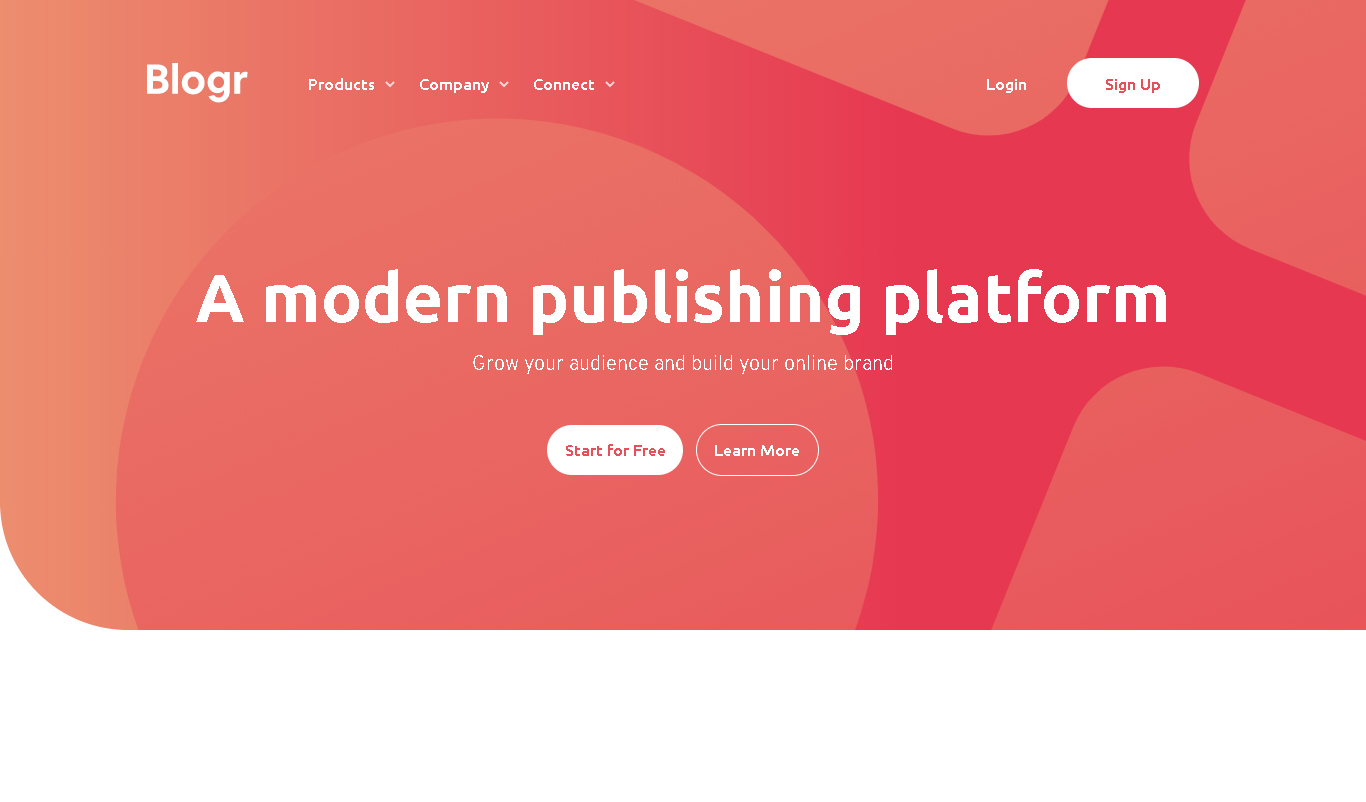 Blogr Products Company Connect Login Sign Up
A modern publishing platform
Grow your audience and build your online brand
Start for Free Learn More